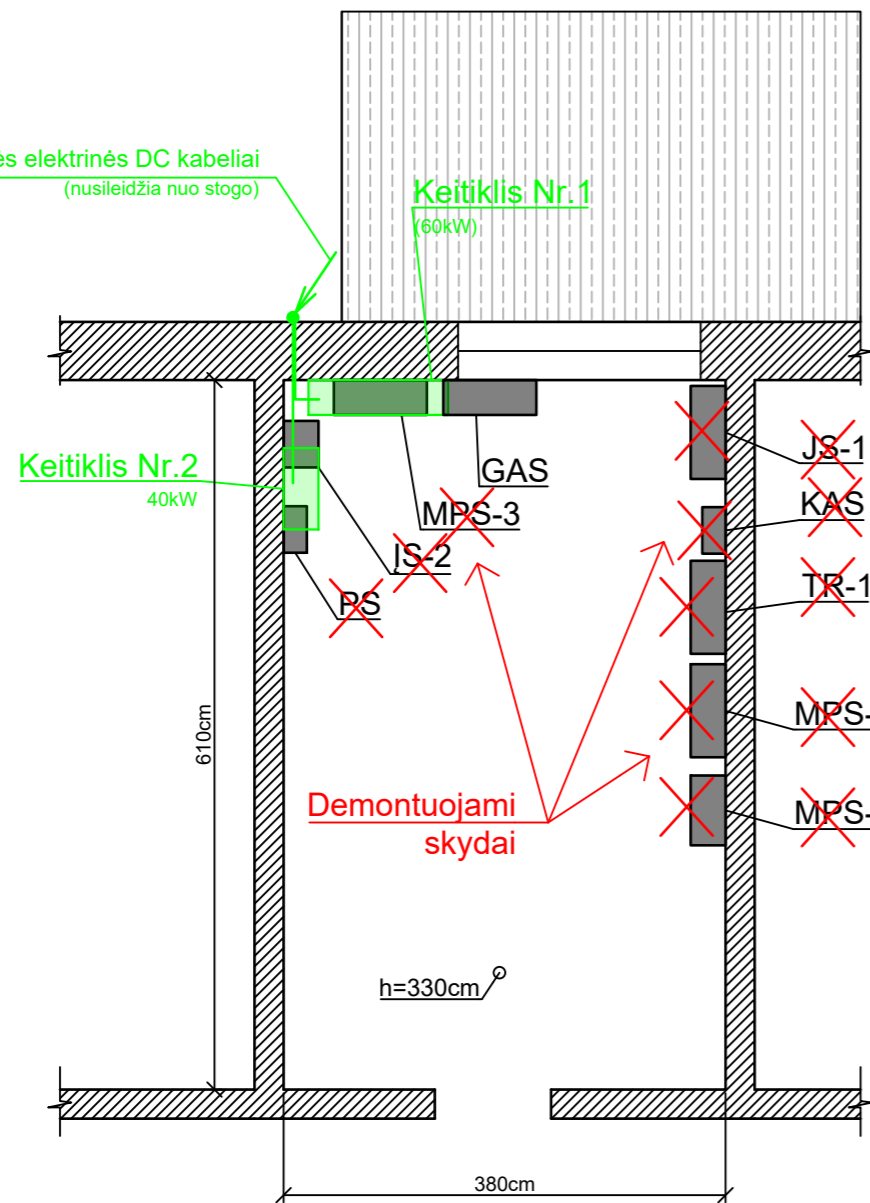 ės elektrinės DC kabeliai
(nusileidžia nuo stogo)
Keitiklis Nr.1
(60kW)
Keitiklis Nr.2
40kW
GAS
MPS-3
ĮS-2
PS
JS-1
KAS
TR-1
MPS-
MPS-
610cm
Demontuojami
skydai
h=330cm
380cm